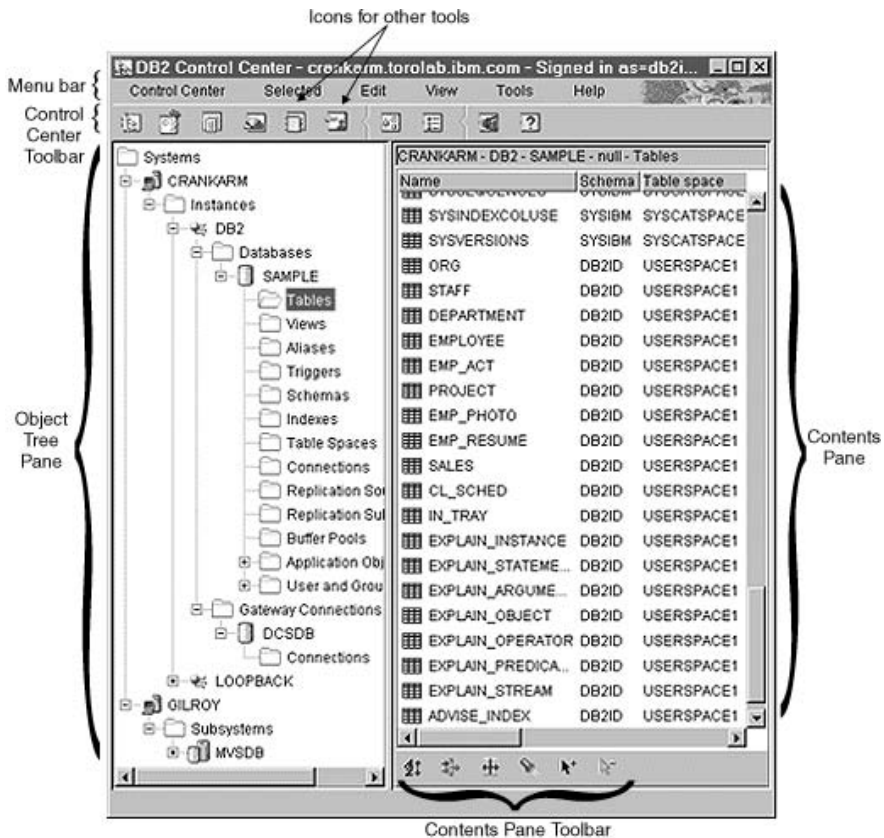 Icons for other tools
DB2 Control Center - crankarm.torolab.ibm.com - Signed in as=db2i...
Menu bar
Control Center Selected Edit View Tools Help
Control
Center
Toolbar
Systems
CRANKARM
Instances
DB2
Databases
SAMPLE
Tables
Views
Aliases
Triggers
Schemas
Indexes
Table Spaces
Connections
Replication Sou
Replication Sul
Buffer Pools
Application Obj
User and Grou
Gateway Connections
DCSDB
Connections
LOOPBACK
GILROY
Subsystems
MVSDB
Object
Tree
Pane
CRANKARM - DB2 - SAMPLE - null - Tables
Name Schema Table space
SYSINDEXCOLUSE SYSIBM SYSCATSPACE
SYSVERSIONS SYSIBM SYSCATSPACE
ORG DB2ID USERSPACE1
STAFF DB2ID USERSPACE1
DEPARTMENT DB2ID USERSPACE1
EMPLOYEE DB2ID USERSPACE1
EMP_ACT DB2ID USERSPACE1
PROJECT DB2ID USERSPACE1
EMP_PHOTO DB2ID USERSPACE1
EMP_RESUME DB2ID USERSPACE1
SALES DB2ID USERSPACE1
CL_SCHED DB2ID USERSPACE1
IN_TRAY DB2ID USERSPACE1
EXPLAIN_INSTANCE DB2ID USERSPACE1
EXPLAIN_STATEME... DB2ID USERSPACE1
EXPLAIN_ARGUME... DB2ID USERSPACE1
EXPLAIN_OBJECT DB2ID USERSPACE1
EXPLAIN_OPERATOR DB2ID USERSPACE1
EXPLAIN_PREDICA... DB2ID USERSPACE1
EXPLAIN_STREAM DB2ID USERSPACE1
ADVISE_INDEX DB2ID USERSPACE1
Contents
Pane
Contents Pane Toolbar